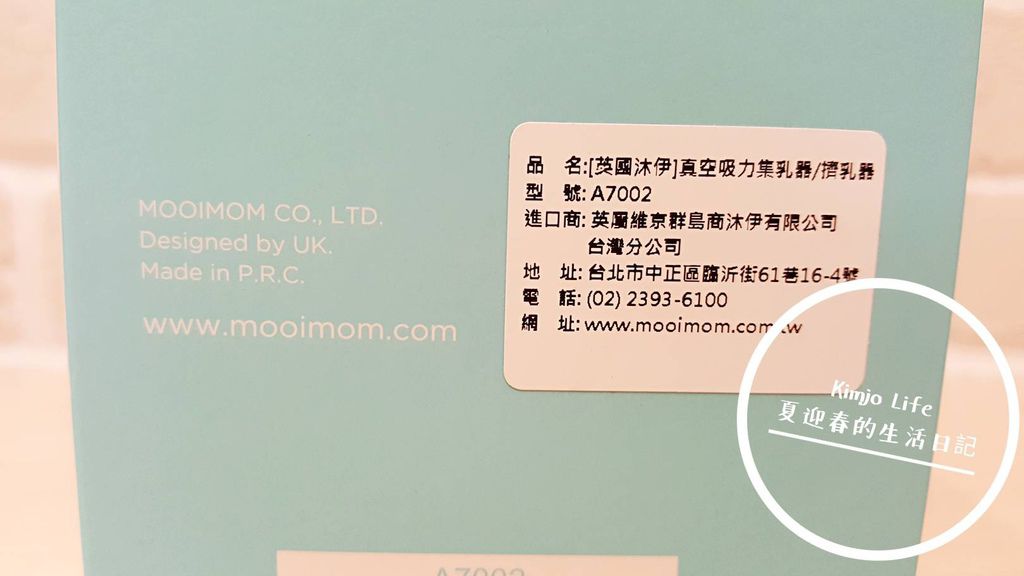 MOOIMOM CO., LTD.
Designed by UK.
Made in P.R.C.
www.mooimom.com
品 名:[英國沐伊]真空吸力集乳器/擠乳器
型 號: A7002
進口商: 英屬維京群島商沐伊有限公司
台灣分公司
地 址: 台北市中正區臨沂街61巷16-4號
電 話: (02) 2393-6100
網 址: www.mooimom.com.tw
Kimjo Life
夏迎春的生活日記
A7002